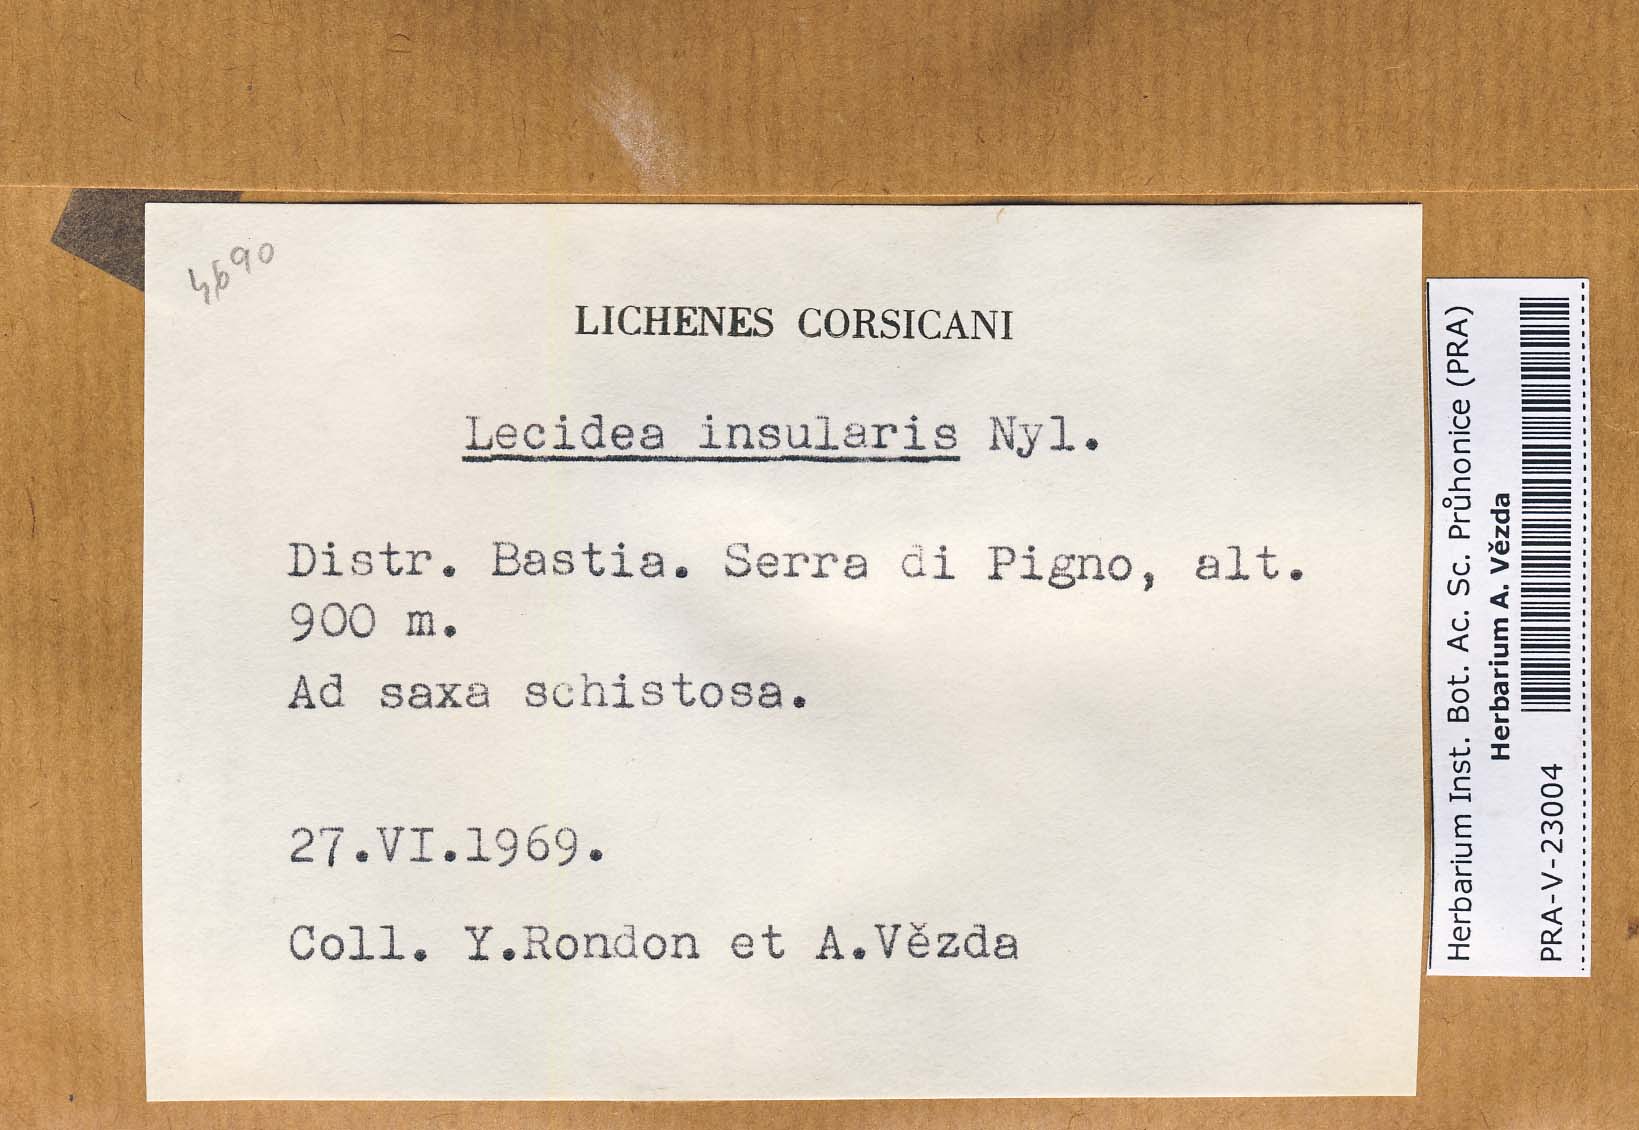 4690
LICHENES CORSICANI
Lecidea insularis Nyl.
Distr. Bastia. Serra di Pigno, alt.
900 m.
Ad saxa schistosa.
27.VI.1969.
Coll. Y.Rondon et A.Vězda
Herbarium Inst. Bot. Ac. Sc. Průhonice (PRA)
Herbarium A. Vězda
PRA-V-23004